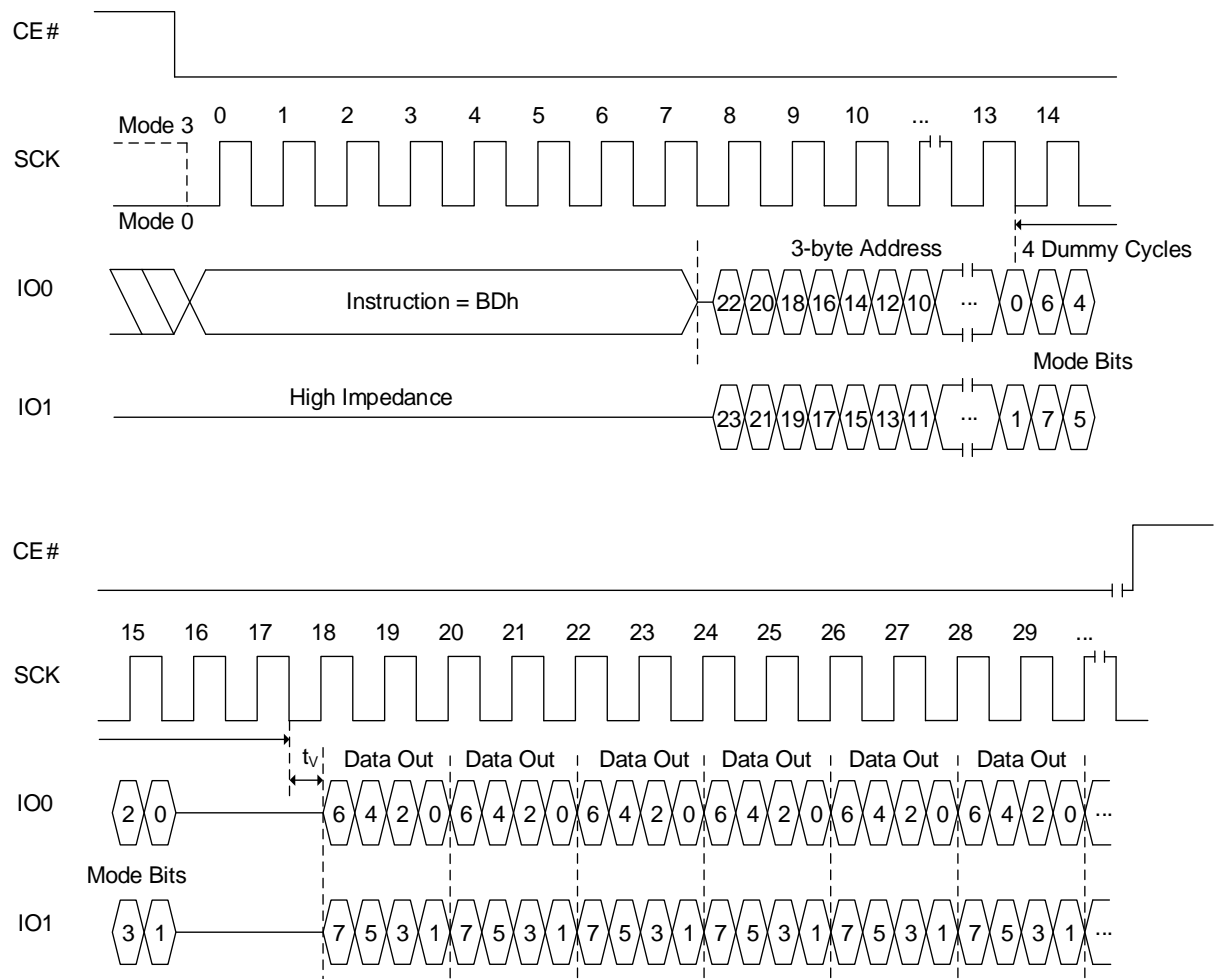 CE#
0 1 2 3 4 5 6 7 8 9 10 ... 13 14
Mode 3
SCK
Mode 0
3-byte Address 4 Dummy Cycles
IO0 Instruction = BDh 22 20 18 16 14 12 10 ... 0 6 4
Mode Bits
IO1 High Impedance 23 21 19 17 15 13 11 ... 1 7 5
CE#
15 16 17 18 19 20 21 22 23 24 25 26 27 28 29 ...
SCK
tV Data Out Data Out Data Out Data Out Data Out Data Out
IO0 2 0 6 4 2 0 6 4 2 0 6 4 2 0 6 4 2 0 6 4 2 0 6 4 2 0 ...
Mode Bits
IO1 3 1 7 5 3 1 7 5 3 1 7 5 3 1 7 5 3 1 7 5 3 1 7 5 3 1 ...